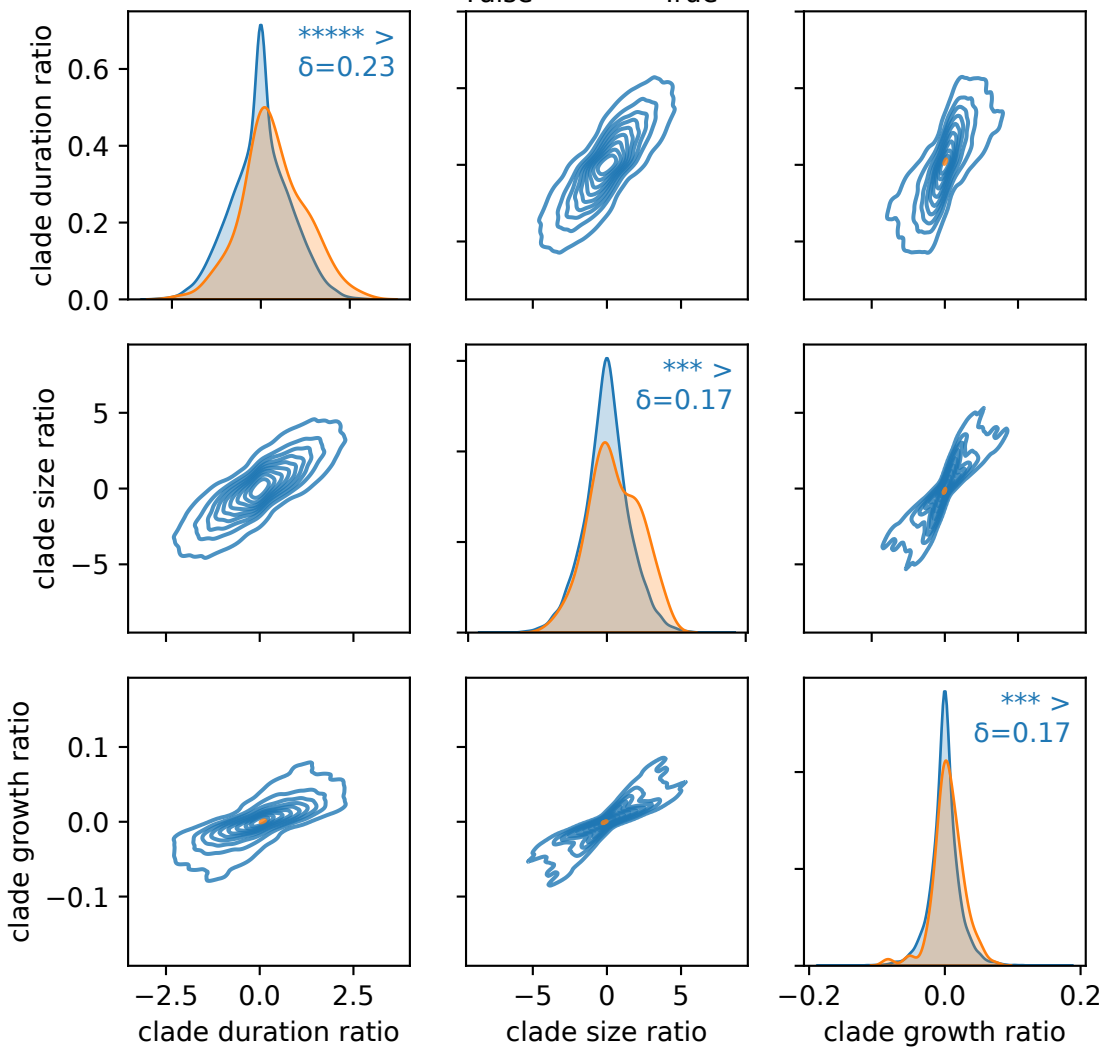 True
clade duration ratio
0.6
0.4
0.2
0.0
***** >
δ=0.23
clade size ratio
5
0
−5
*** >
δ=0.17
clade growth ratio
0.1
0.0
−0.1
*** >
δ=0.17
−2.5 0.0 2.5
−5 0 5
−0.2 0.0 0.2
clade duration ratio
clade size ratio
clade growth ratio